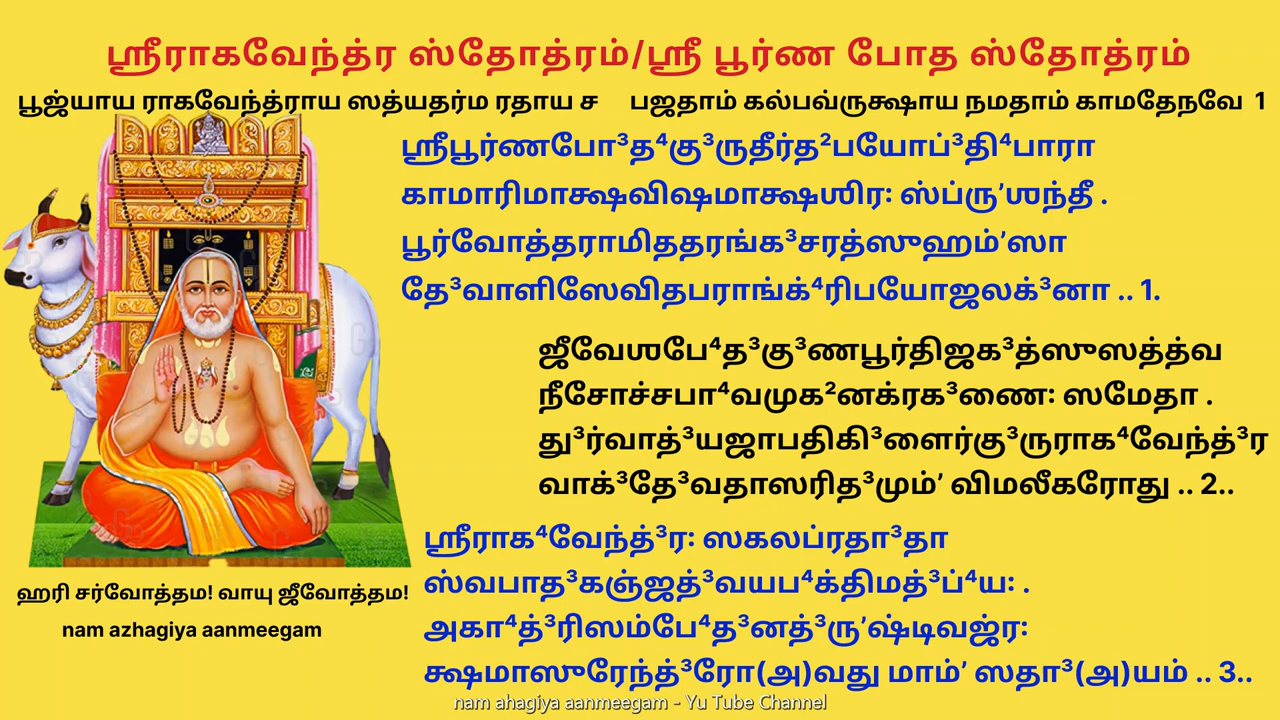 ஸ்ரீராகவேந்த்ர ஸ்தோத்ரம்/ஸ்ரீ பூர்ண போத ஸ்தோத்ரம்
பூஜ்யாய ராகவேந்த்ராய ஸத்யதர்ம ரதாய ச பஜதாம் கல்பவ்ருக்ஷாய நமதாம் காமதேநவே 1
ஸ்ரீபூர்ணபோ³த⁴கு³ருதீர்த²பயோப்³தி⁴பாரா
காமாரிமாக்ஷவிஷமாக்ஷஶிர: ஸ்ப்ரு’ஶந்தீ .
பூர்வோத்தராமிததரங்க³சரத்ஸுஹம்’ஸா
தே³வாளிஸேவிதபராங்க்⁴ரிபயோஜலக்³னா .. 1.
ஜீவேஶபே⁴த³கு³ணபூர்திஜக³த்ஸுஸத்த்வ
நீசோச்சபா⁴வமுக²னக்ரக³ணை: ஸமேதா .
து³ர்வாத்³யஜாபதிகி³ளைர்கு³ருராக⁴வேந்த்³ர
வாக்³தே³வதாஸரித³மும்’ விமலீகரோது .. 2..
ஸ்ரீராக⁴வேந்த்³ர: ஸகலப்ரதா³தா
ஸ்வபாத³கஞ்ஜத்³வயப⁴க்திமத்³ப்⁴ய: .
அகா⁴த்³ரிஸம்பே⁴த³னத்³ரு’ஷ்டிவஜ்ர:
க்ஷமாஸுரேந்த்³ரோ(அ)வது மாம்’ ஸதா³(அ)யம் .. 3..
ஹரி சர்வோத்தம! வாயு ஜீவோத்தம!
nam azhagiya aanmeegam
nam ahagiya aanmeegam - Yu Tube Channel